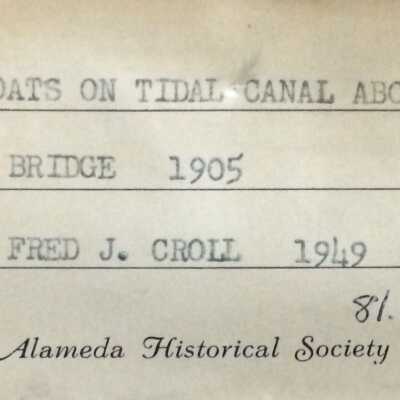 OATS ON TIDAL CANAL ABO
BRIDGE 1905
FRED J. CROLL 1949
81.
Alameda Historical Society